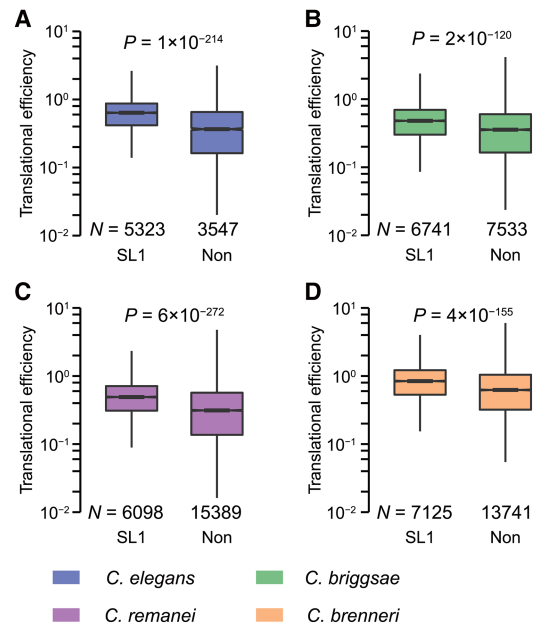 A
Translational efficiency
10¹
10⁰
10⁻¹
10⁻²
P = 1×10⁻²¹⁴
N = 5323 3547
SL1 Non
B
Translational efficiency
10¹
10⁰
10⁻¹
10⁻²
P = 2×10⁻¹²⁰
N = 6741 7533
SL1 Non
C
Translational efficiency
10¹
10⁰
10⁻¹
10⁻²
P = 6×10⁻²⁷²
N = 6098 15389
SL1 Non
D
Translational efficiency
10¹
10⁰
10⁻¹
10⁻²
P = 4×10⁻¹⁵⁵
N = 7125 13741
SL1 Non
C. elegans C. briggsae
C. remanei C. brenneri